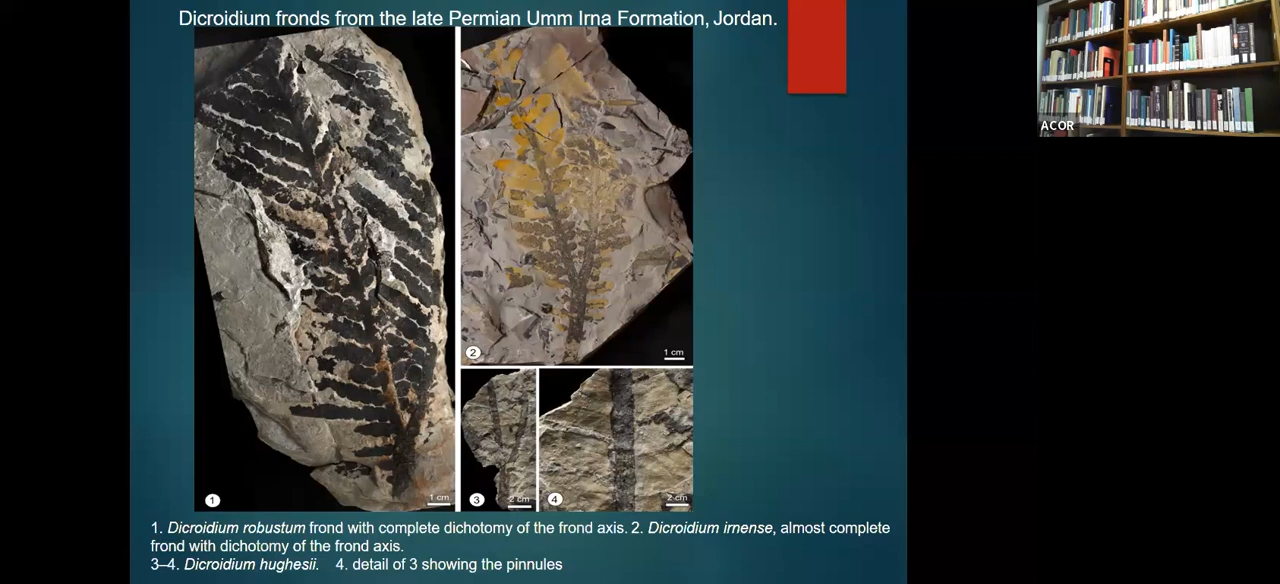 Dicroidium fronds from the late Permian Umm Irna Formation, Jordan.
ACOR
1 cm
1
1 cm
2
2 cm
3
2 cm
4
1. Dicroidium robustum frond with complete dichotomy of the frond axis. 2. Dicroidium irnense, almost complete
frond with dichotomy of the frond axis.
3–4. Dicroidium hughesii. 4. detail of 3 showing the pinnules